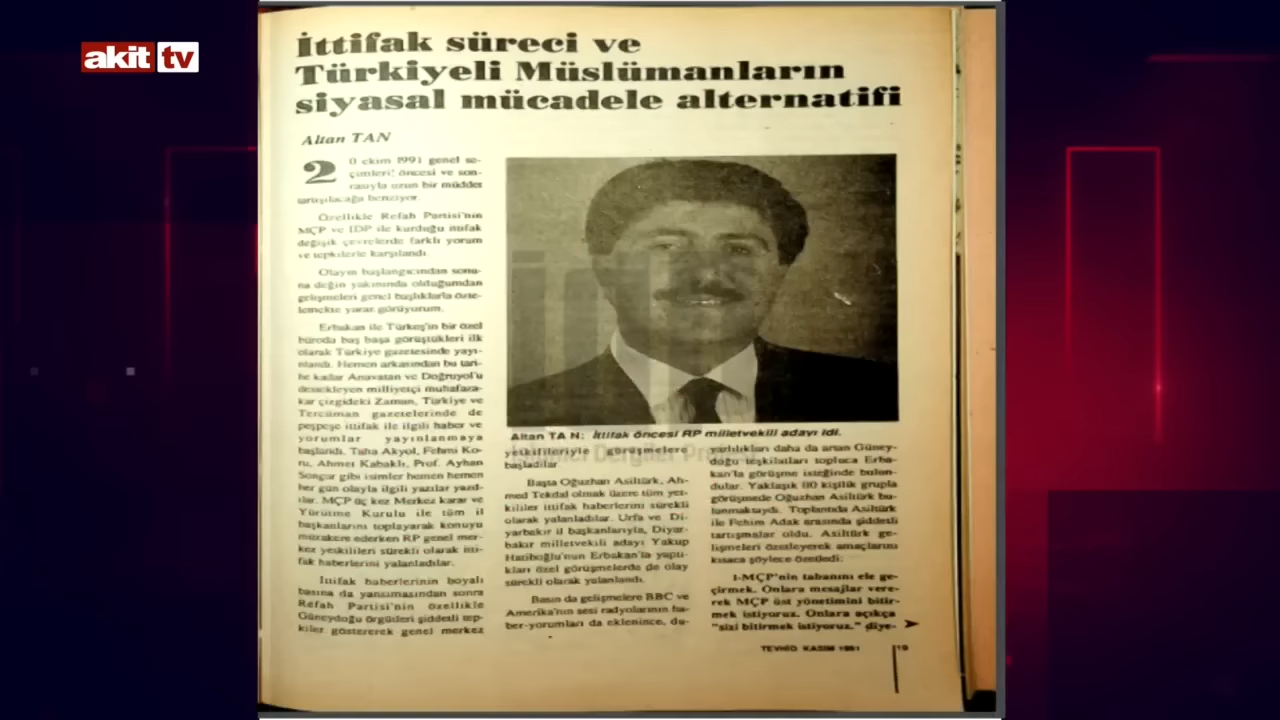 akit tv
İttifak süreci ve
Türkiyeli Müslümanların
siyasal mücadele alternatifi
Altan TAN
20 ekim 1991 genel se-
çimleri, öncesi ve son-
rasıyla uzun bir müddet
tartışılacağa benziyor.
Özellikle Refah Partisi'nin
MÇP ve IDP ile kurduğu ittifak
değişik çevrelerde farklı yorum
ve tepkilerle karşılandı.
Olayın başlangıcından sonu-
na değin yakınında olduğumdan
gelişmeleri genel başlıklarla özet-
lemekte yarar görüyorum.
Erbakan ile Türkeş'in bir özel
büroda baş başa görüştükleri ilk
olarak Türkiye gazetesinde yayı-
nlandı. Hemen arkasından bu tari-
he kadar Anavatan ve Doğruyol'u
destekleyen milliyetçi muhafaza-
kar çizgideki Zaman, Türkiye ve
Tercüman gazetelerinde de
peşpeşe ittifak ile ilgili haber ve
yorumlar yayınlanmaya
başlandı. Taha Akyol, Fehmi Ko-
ru, Ahmet Kabaklı, Prof. Ayhan
Songar gibi isimler hemen hemen
her gün olayla ilgili yazılar yazdı-
lar. MÇP üç kez Merkez karar ve
Yürütme Kurulu ile tüm il
başkanlarını toplayarak konuyu
müzakere ederken RP genel mer-
kez yetkilileri sürekli olarak itti-
fak haberlerini yalanladılar.
İttifak haberlerinin boyalı
basına da yansımasından sonra
Refah Partisi'nin özellikle
Güneydoğu örgütleri şiddetli tep-
kiler göstererek genel merkez
Altan TAN: İttifak öncesi RP milletvekili adayı idi.
yetkilileriyle görüşmelere
başladılar
Başta Oğuzhan Asiltürk, Ah-
med Tekdal olmak üzere tüm yet-
kililer ittifak haberlerini sürekli
olarak yalanladılar. Urfa ve Di-
yarbakır il başkanlarıyla, Diyar-
bakır milletvekili adayı Yakup
Hatiboğlu'nun Erbakan'la yaptı-
kları özel görüşmelerde de olay
sürekli olarak yalanlandı.
Basın da gelişmelere BBC ve
Amerika'nın sesi radyolarının ha-
ber-yorumları da eklenince, du-
yarlılıkları daha da artan Güney-
doğu teşkilatları topluca Erba-
kan'la görüşme isteğinde bulun-
dular. Yaklaşık 80 kişilik grupla
görüşmede Oğuzhan Asiltürk bu-
lunmaktaydı. Toplantıda Asiltürk
ile Fehim Adak arasında şiddetli
tartışmalar oldu. Asiltürk ge-
lişmeleri özetleyerek amaçlarını
kısaca şöylece özetledi:
1-MÇP'nin tabanını ele ge-
çirmek. Onlara mesajlar vere-
rek MÇP üst yönetimini bitir-
mek istiyoruz. Onlara açıkça
"sizi bitirmek istiyoruz." diye-
TEVHİD KASIM 1991 19